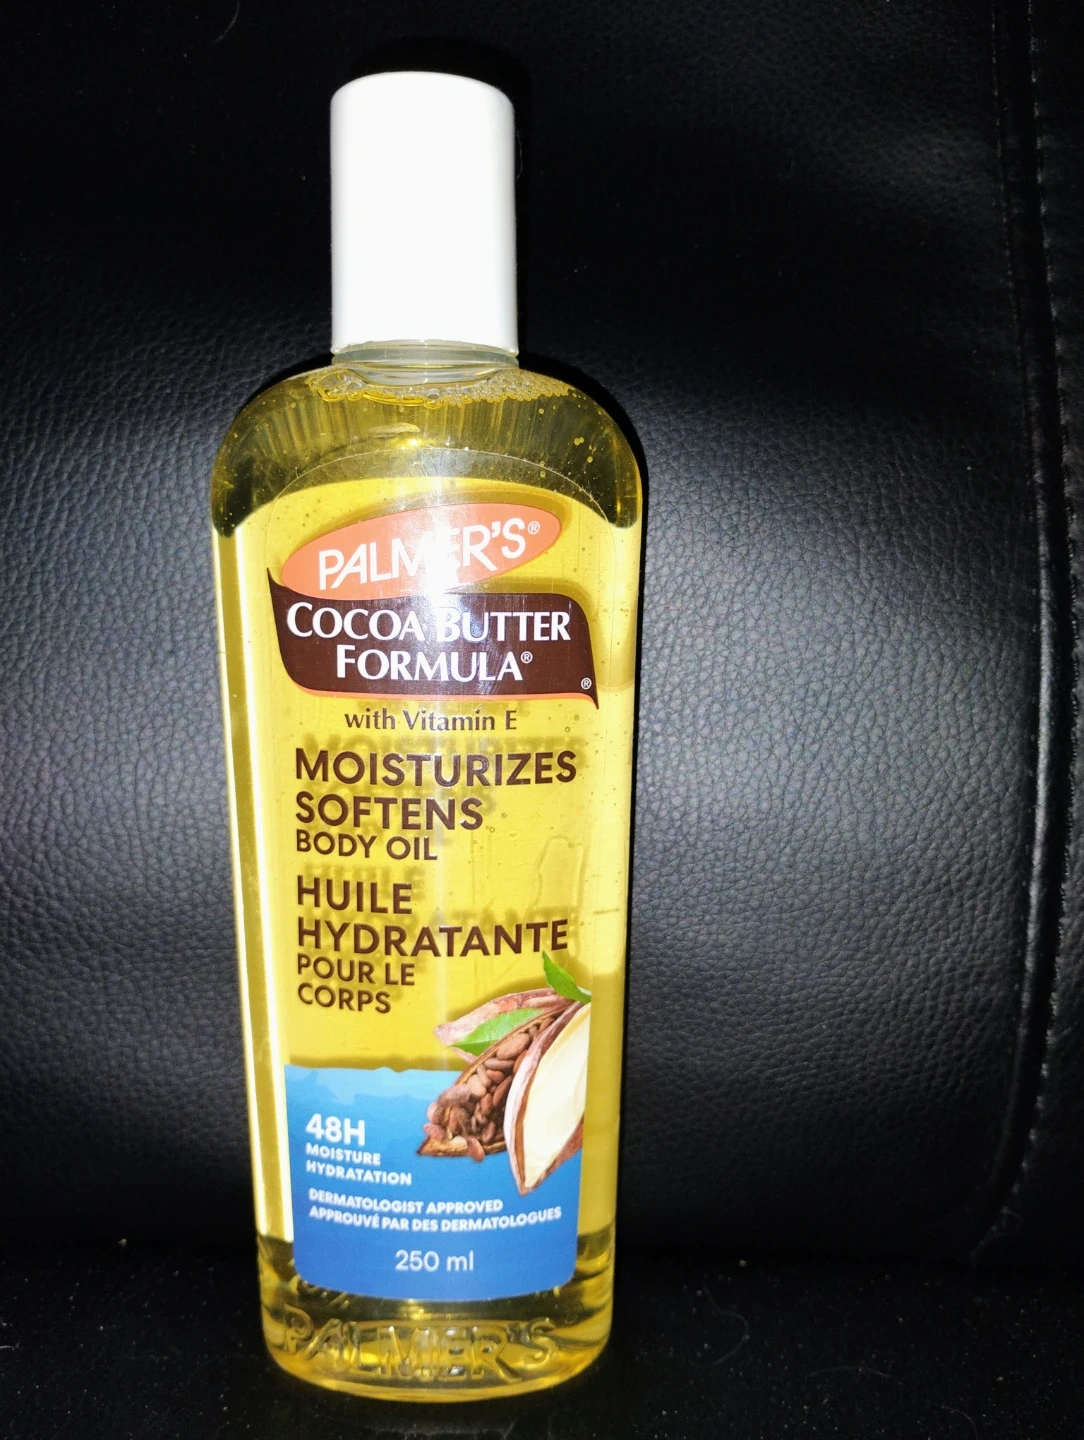 PALMER'S®
COCOA BUTTER
FORMULA®
®
with Vitamin E
MOISTURIZES
SOFTENS
BODY OIL
HUILE
HYDRATANTE
POUR LE
CORPS
48H
MOISTURE
HYDRATATION
DERMATOLOGIST APPROVED
APPROUVÉ PAR DES DERMATOLOGUES
250 ml
PALMER'S